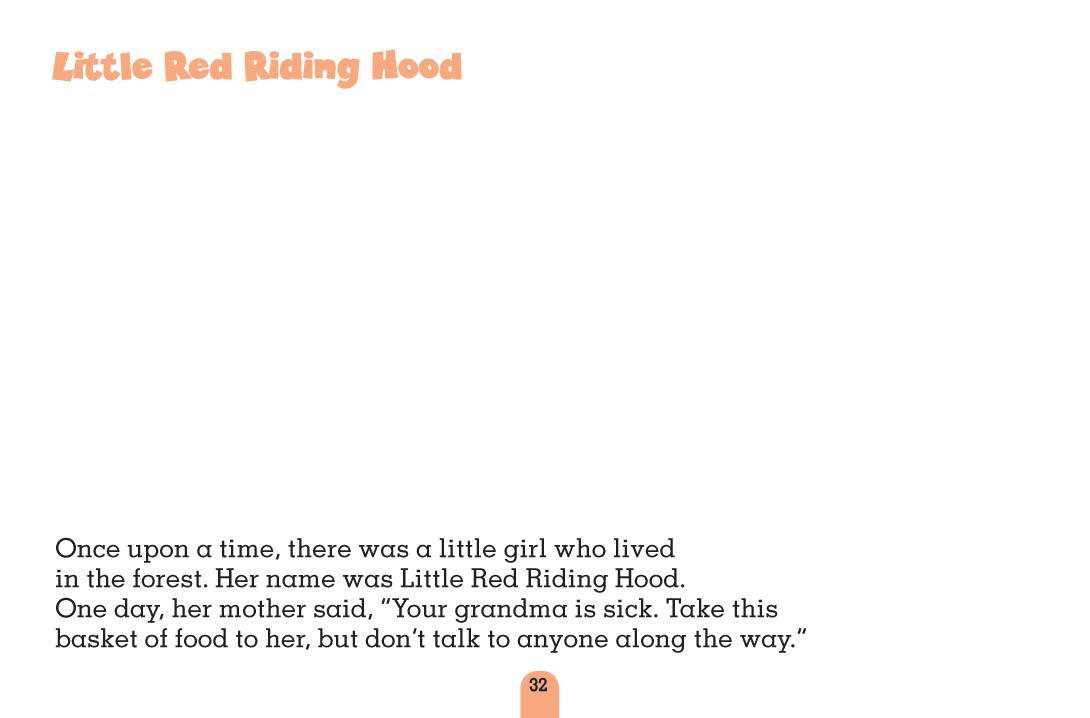 Little Red Riding Hood
Once upon a time, there was a little girl who lived
in the forest. Her name was Little Red Riding Hood.
One day, her mother said, “Your grandma is sick. Take this
basket of food to her, but don’t talk to anyone along the way.”
32